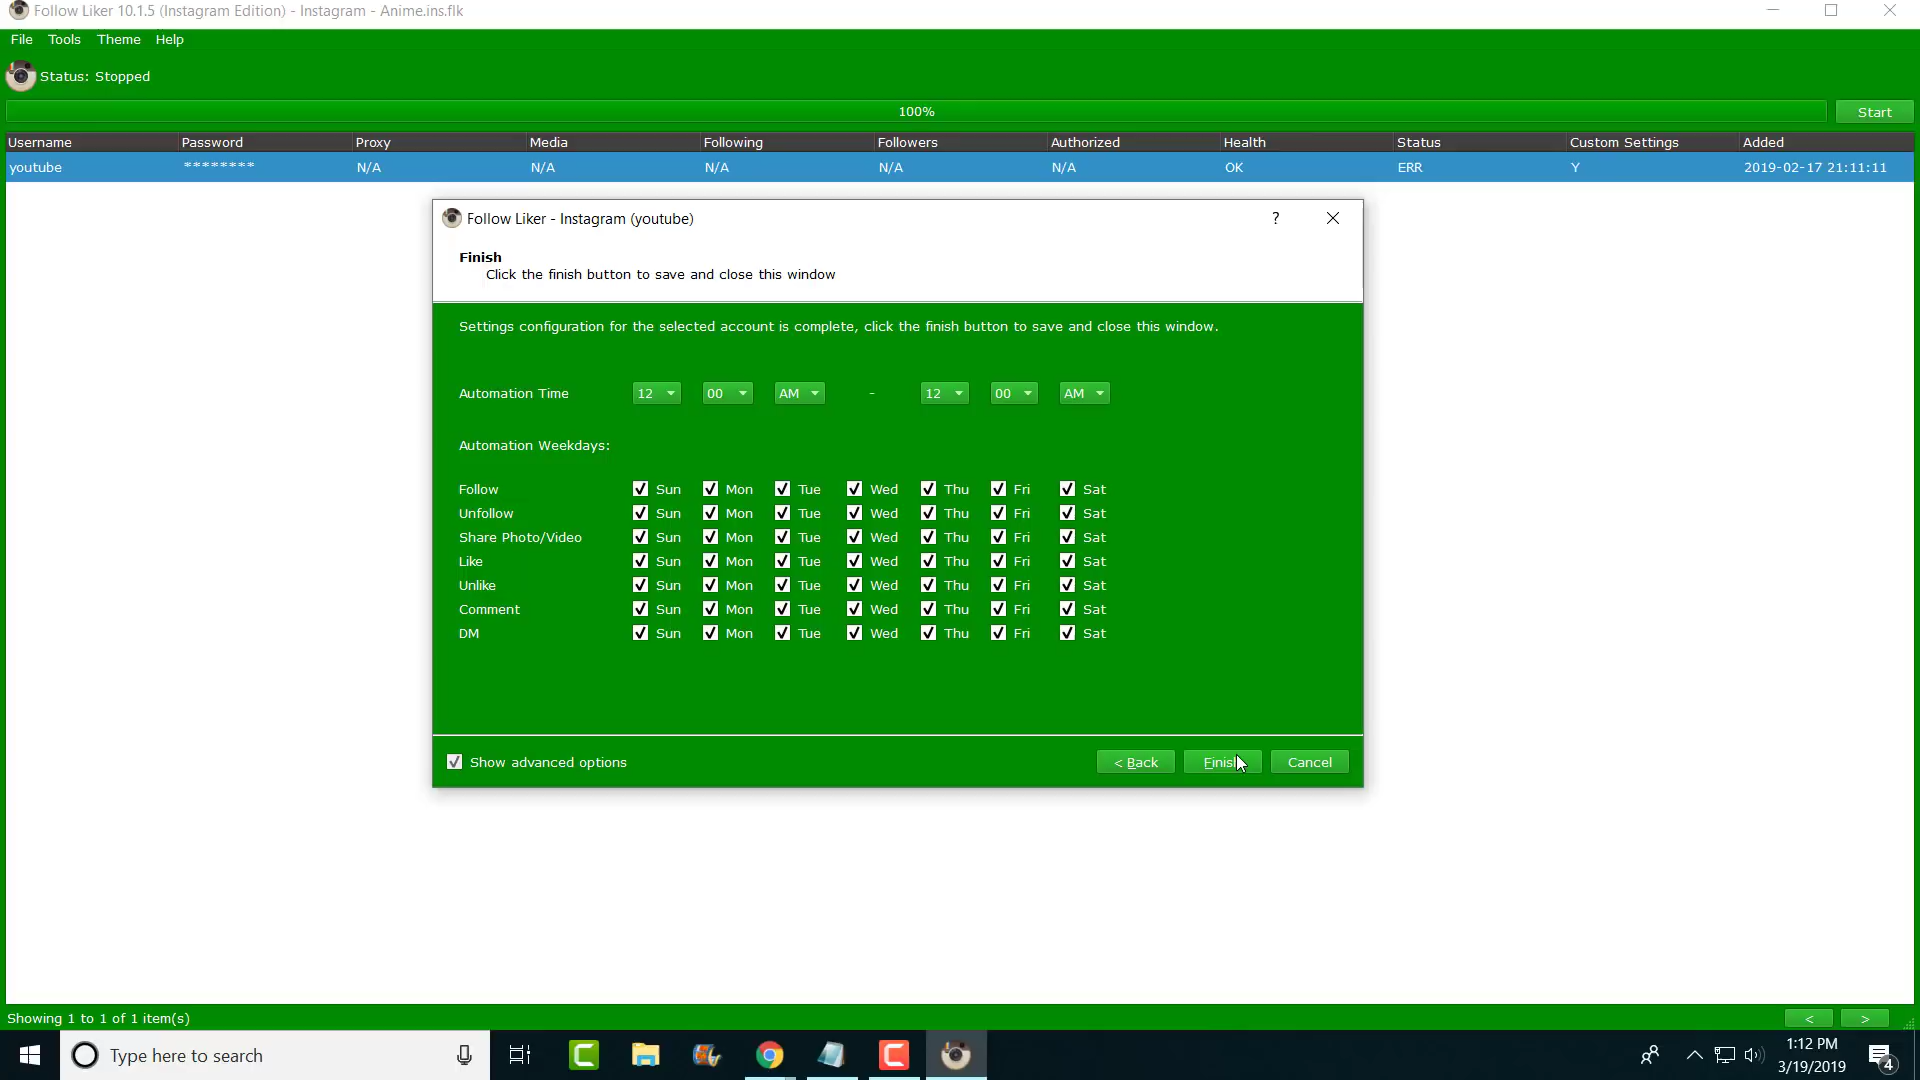 Follow Liker 10.1.5 (Instagram Edition) - Instagram - Anime.ins.flk
File Tools Theme Help
Status: Stopped
100% Start
Username Password Proxy Media Following Followers Authorized Health Status Custom Settings Added
youtube ******** N/A N/A N/A N/A N/A OK ERR Y 2019-02-17 21:11:11
Follow Liker - Instagram (youtube) ?
Finish
Click the finish button to save and close this window
Settings configuration for the selected account is complete, click the finish button to save and close this window.
Automation Time 12 00 AM - 12 00 AM
Automation Weekdays:
Follow Sun Mon Tue Wed Thu Fri Sat
Unfollow Sun Mon Tue Wed Thu Fri Sat
Share Photo/Video Sun Mon Tue Wed Thu Fri Sat
Like Sun Mon Tue Wed Thu Fri Sat
Unlike Sun Mon Tue Wed Thu Fri Sat
Comment Sun Mon Tue Wed Thu Fri Sat
DM Sun Mon Tue Wed Thu Fri Sat
Show advanced options < Back Finish Cancel
Showing 1 to 1 of 1 item(s) < >
Type here to search
1:12 PM
3/19/2019
4